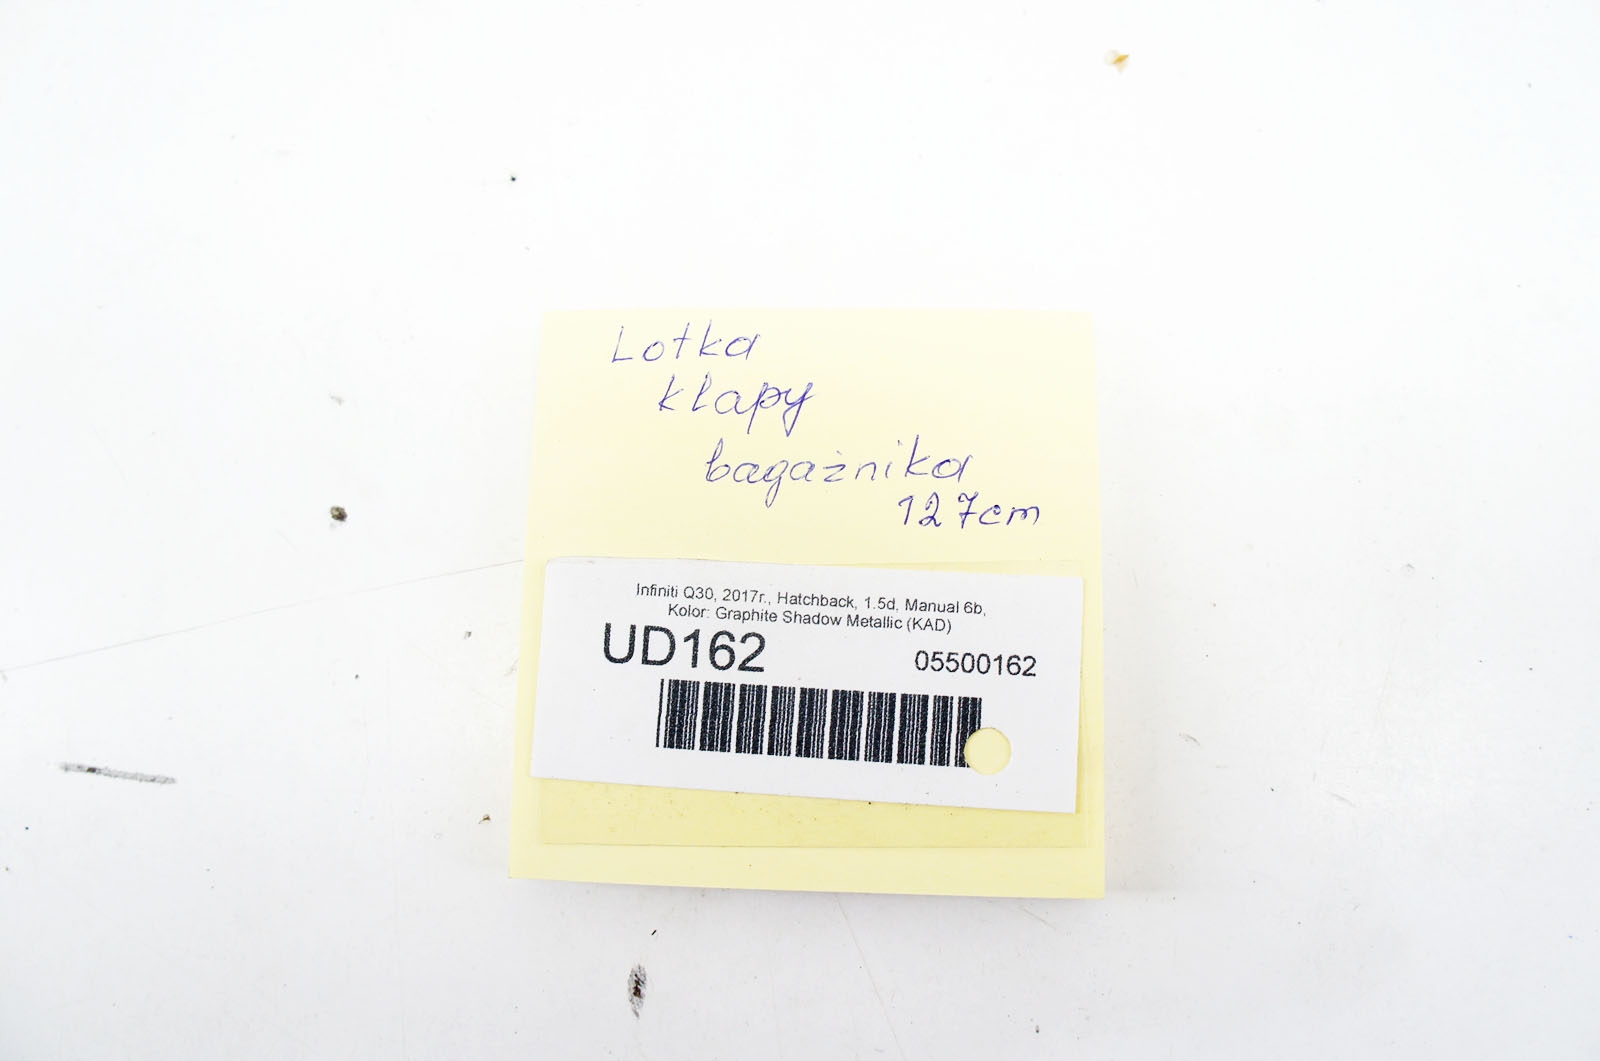 Lotka
klapy
bagażnika
127cm
Infiniti Q30, 2017r., Hatchback, 1.5d, Manual 6b,
Kolor: Graphite Shadow Metallic (KAD)
UD162 05500162